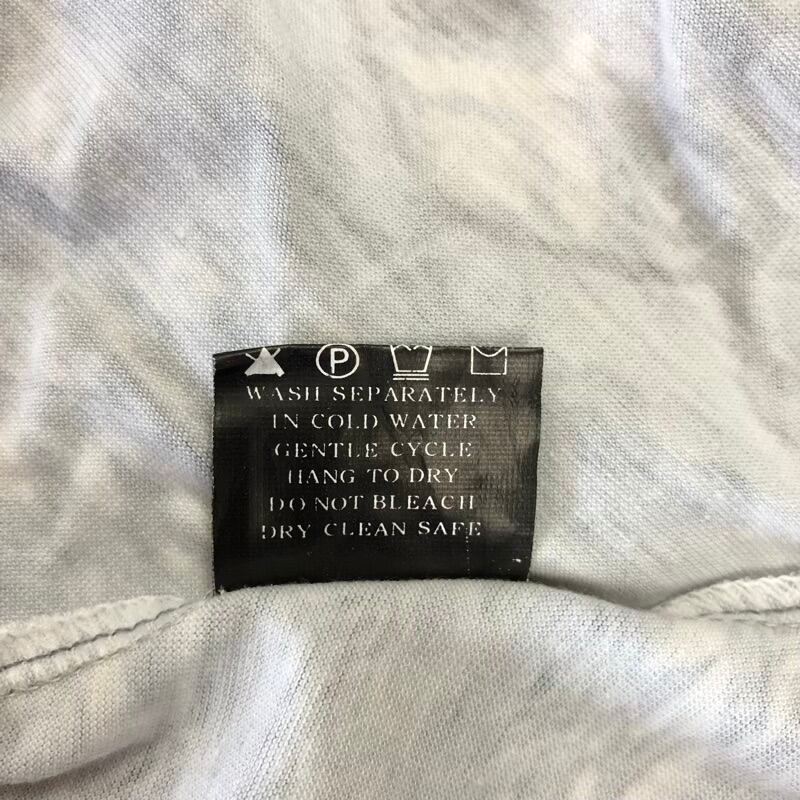 P
WASH SEPARATELY
IN COLD WATER
GENTLE CYCLE
HANG TO DRY
DO NOT BLEACH
DRY CLEAN SAFE